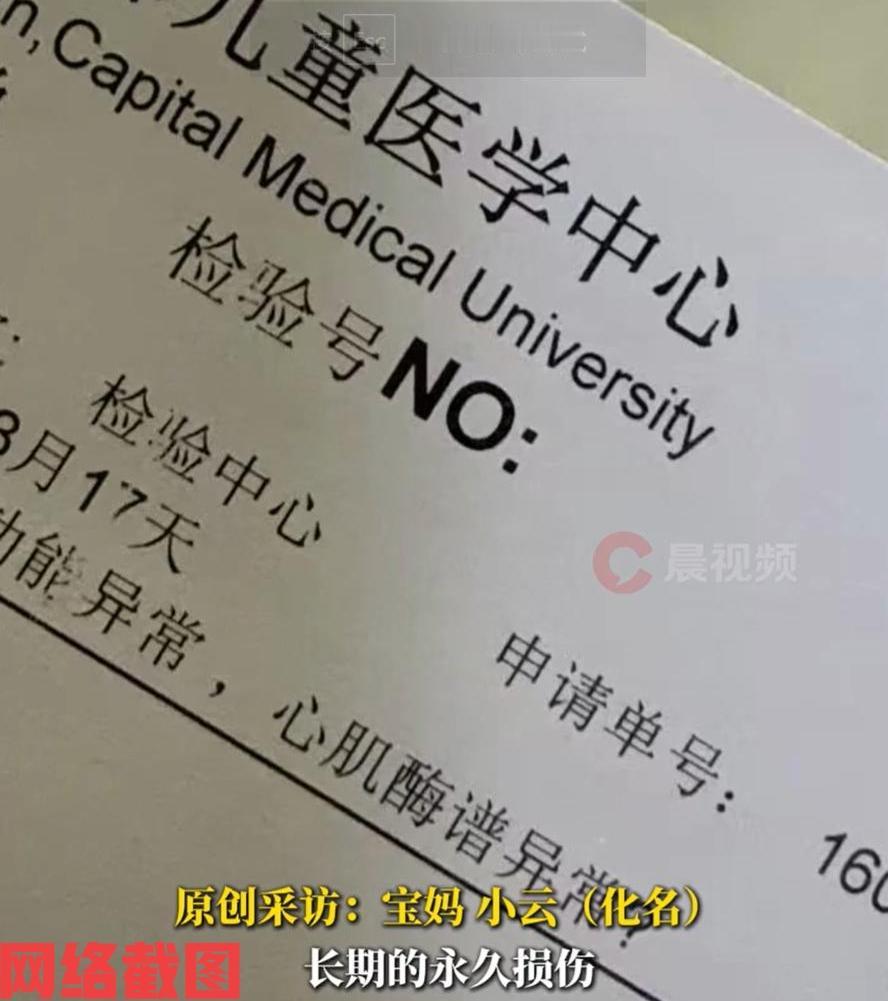 儿童医学中心
n, Capital Medical University
检验号NO:
检验中心
8月17天
功能异常，心肌酶谱异常?
申请单号：
160
晨视频
原创采访：宝妈 小云（化名）
长期的永久损伤
网络截图